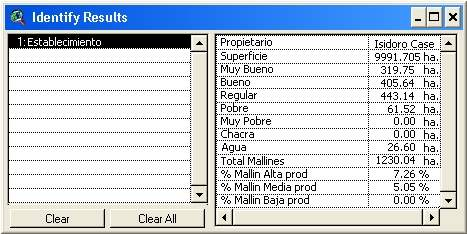 Identify Results
1: Establecimiento
Propietario Isidoro Case
Superficie 9991.705 ha.
Muy Bueno 319.75 ha.
Bueno 405.64 ha.
Regular 443.14 ha.
Pobre 61.52 ha.
Muy Pobre 0.00 ha.
Chacra 0.00 ha.
Agua 26.60 ha.
Total Mallines 1230.04 ha.
% Mallin Alta prod 7.26 %
% Mallin Media prod 5.05 %
% Mallin Baja prod 0.00 %
Clear
Clear All